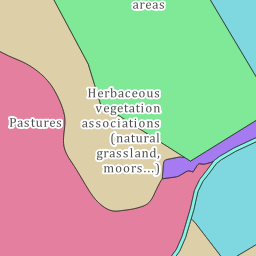 areas
Herbaceous
vegetation
associations
(natural
grassland,
moors...)
Pastures